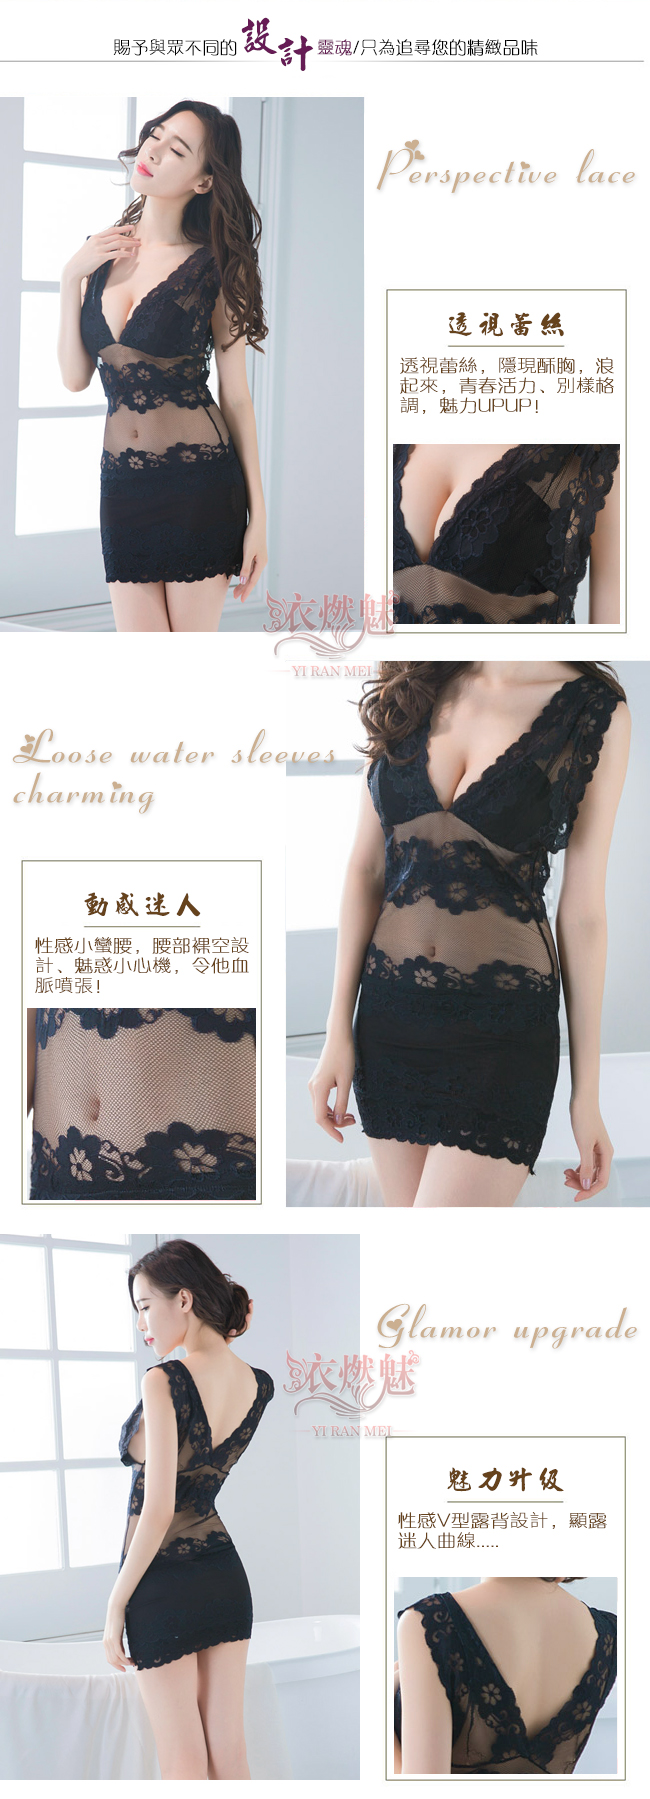 賜予與眾不同的設計靈魂/只為追尋您的精緻品味
Perspective lace
透視蕾絲
透視蕾絲，隱現酥胸，浪
起來，青春活力、別樣格
調，魅力UPUP！
衣燃魅
YI RAN MEI
Loose water sleeves
charming
動感迷人
性感小蠻腰，腰部裸空設
計、魅惑小心機，令他血
脈噴張！
Glamor upgrade
衣燃魅
YI RAN MEI
魅力升级
性感V型露背設計，顯露
迷人曲線.....